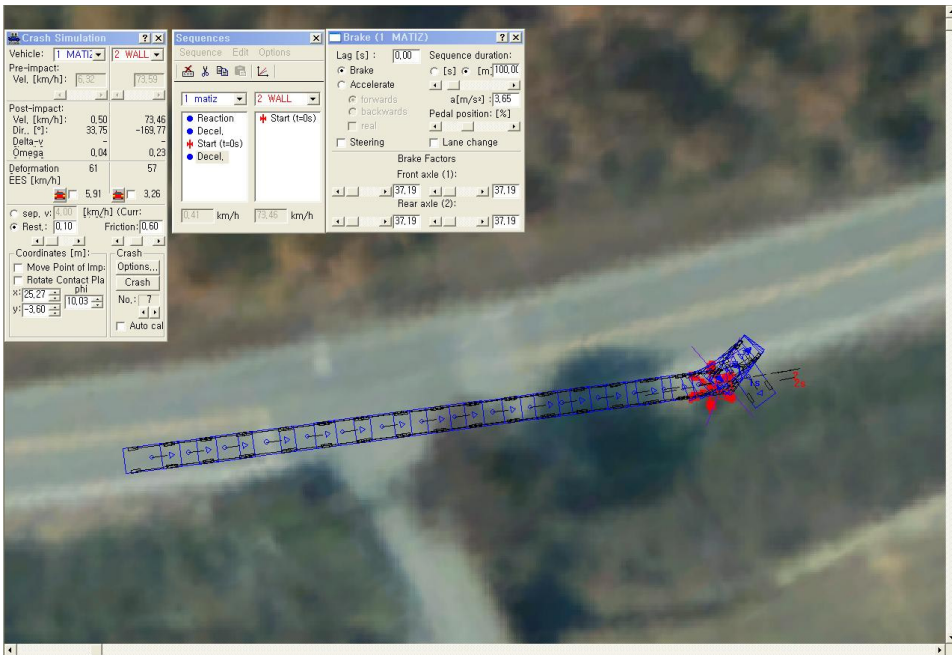 Crash Simulation
Vehicle: 1 MATIZ 2 WALL
Pre-impact:
Vel. [km/h]: 6,32 73,59
Post-impact:
Vel. [km/h]: 0,50 73,46
Dir., [°]: 33,75 -169,77
Delta-v - -
Omega 0,04 0,23
Deformation 61 57
EES [km/h]
5,91 3,26
sep, v: 4,00 [km/h] (Curr:
Rest.: 0,10 Friction: 0,60
Coordinates [m]:
Move Point of Imp:
Rotate Contact Pla
phi
x: 25,27 10,03
y: -3,60
Crash
Options...
Crash
No.: 7
Auto cal
Sequences
Sequence Edit Options
1 matiz 2 WALL
Reaction
Decel,
Start (t=0s)
Decel,
Start (t=0s)
0,41 km/h 73,46 km/h
Brake (1 MATIZ)
Lag [s] : 0,00 Sequence duration:
Brake [s] [m] 100,0(
Accelerate
a[m/s²] : 3,65
forwards
backwards
Pedal position: [%]
real
Steering Lane change
Brake Factors
Front axle (1):
37,19 37,19
Rear axle (2):
37,19 37,19